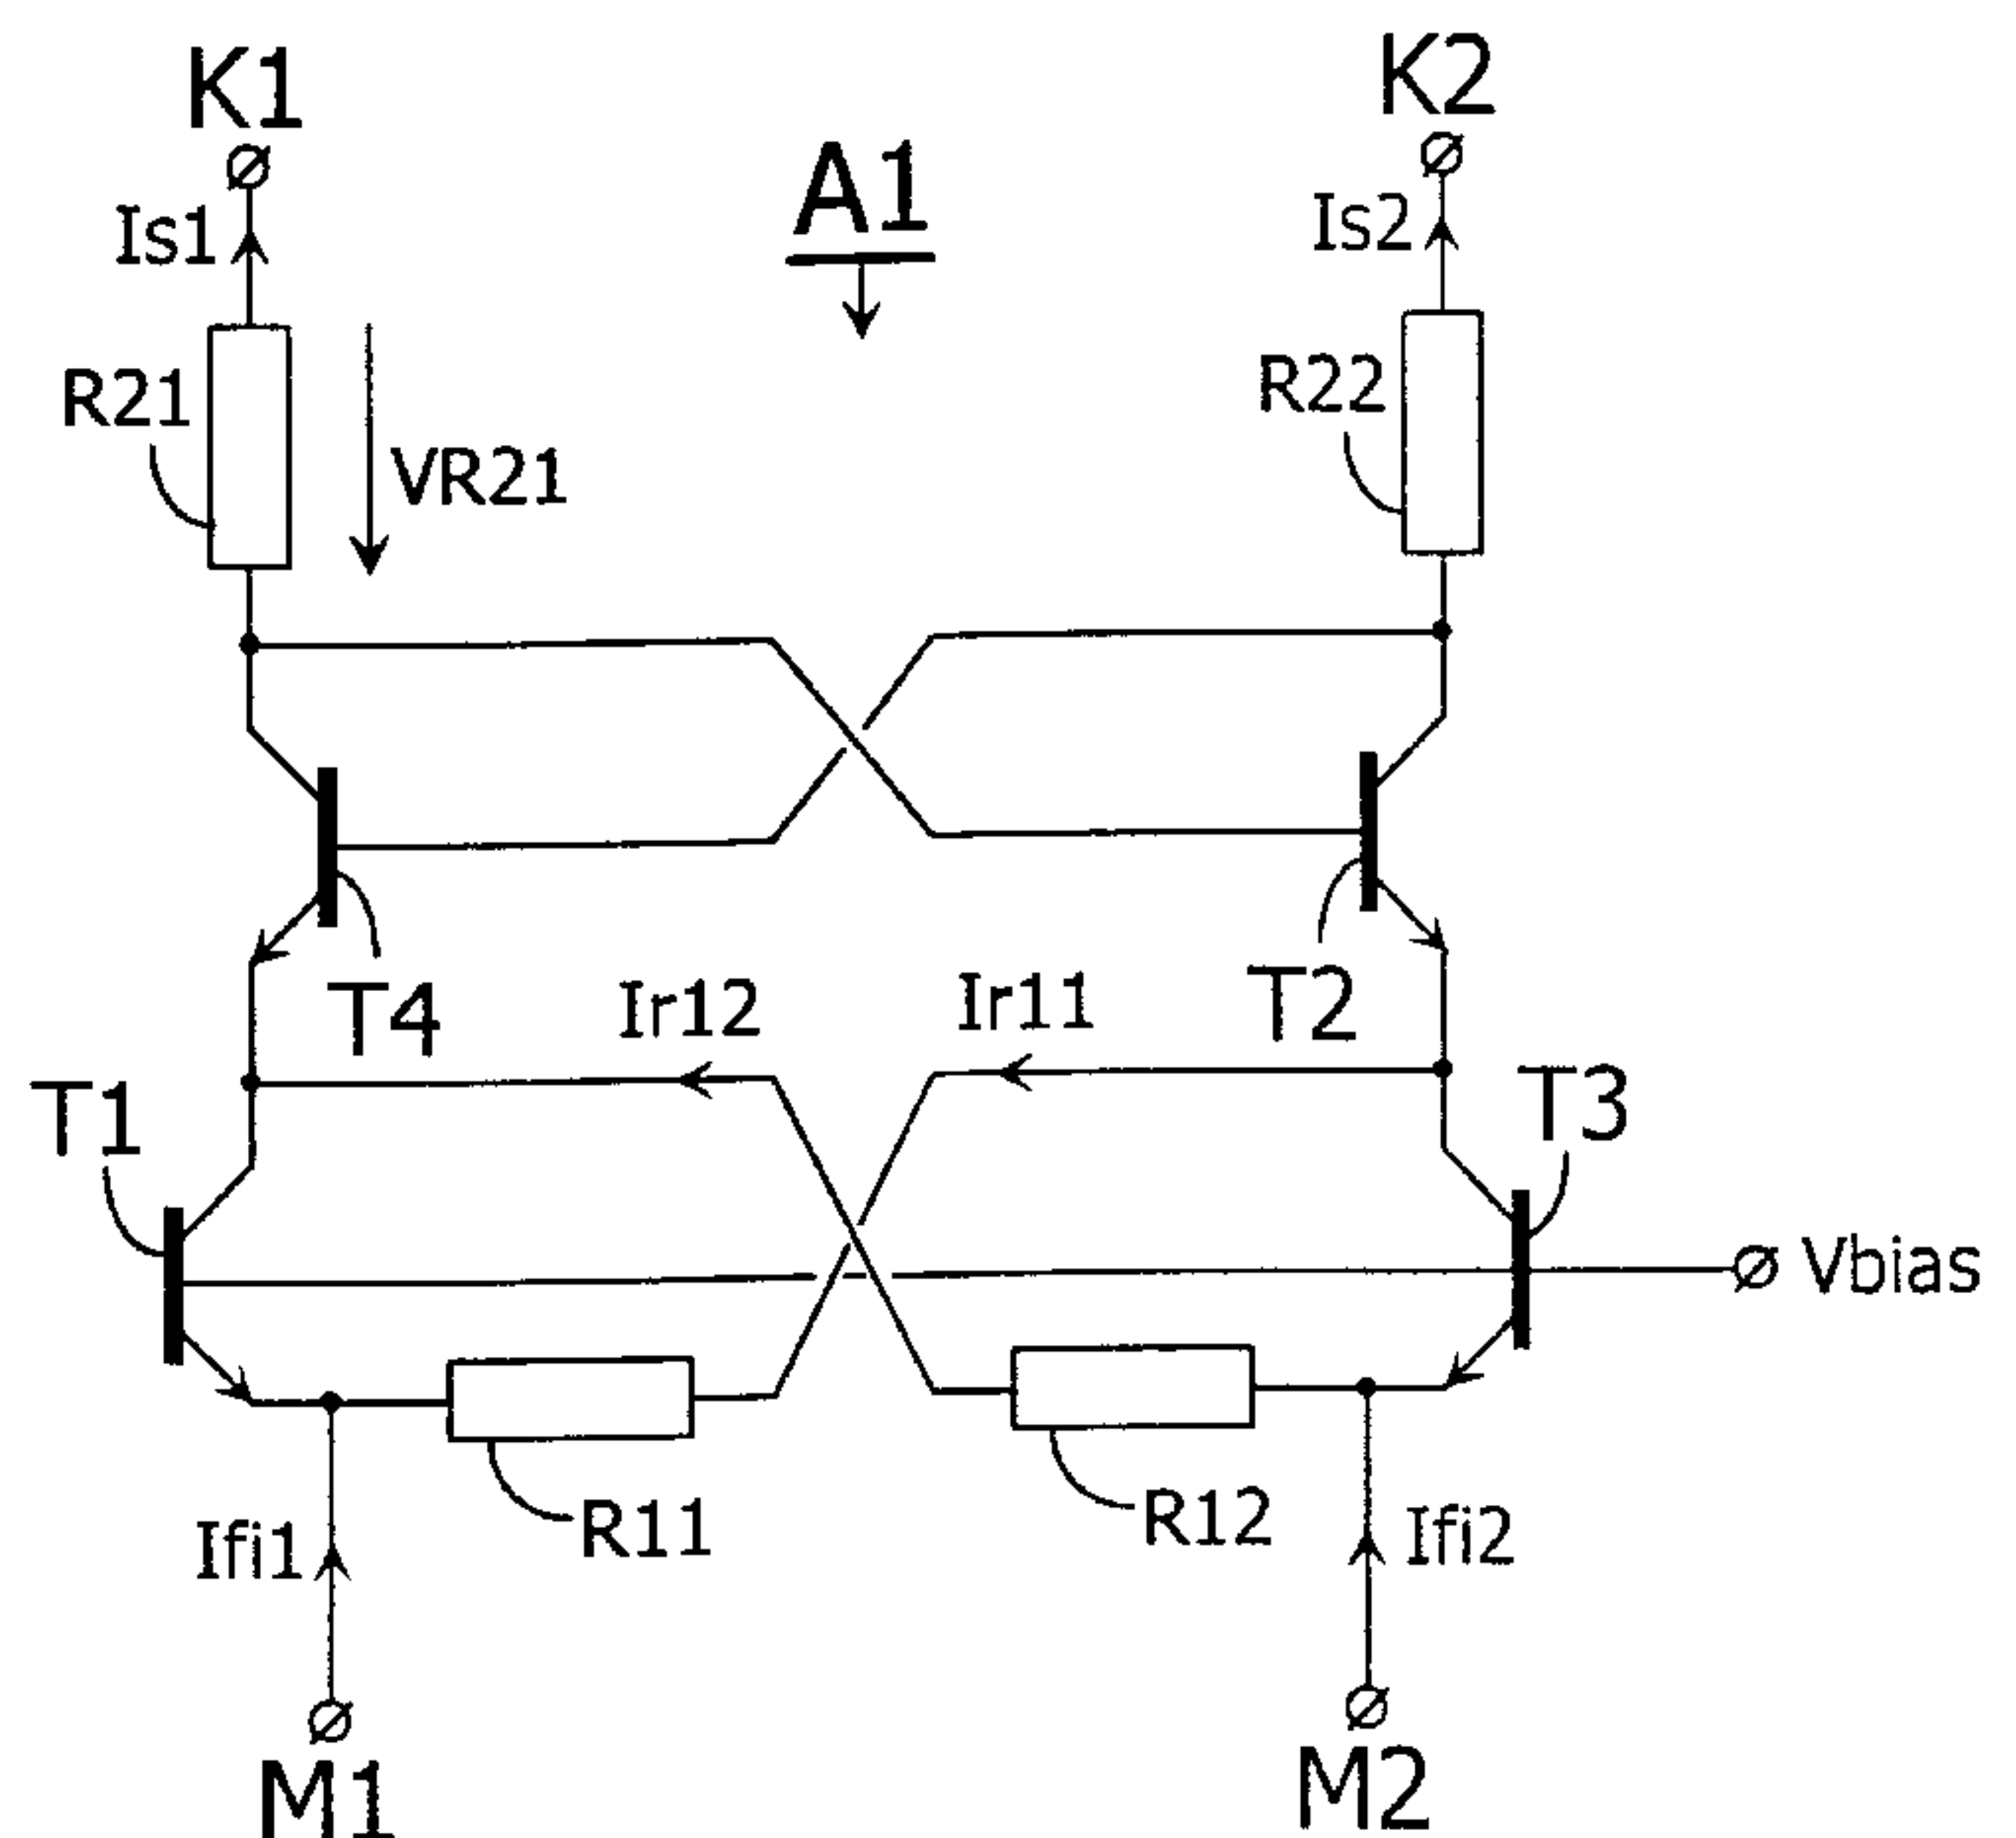 K1
K2
A1
Is1
Is2
R21
R22
VR21
T4
Ir12
Ir11
T2
T1
T3
Vbias
R11
R12
Ifi1
Ifi2
M1
M2